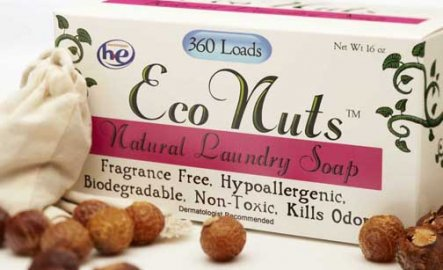 360 Loads
Net Wt 16 oz
he
Eco Nuts™
Natural Laundry Soap
Fragrance Free, Hypoallergenic,
Biodegradable, Non-Toxic, Kills Odor
Dermatologist Recommended